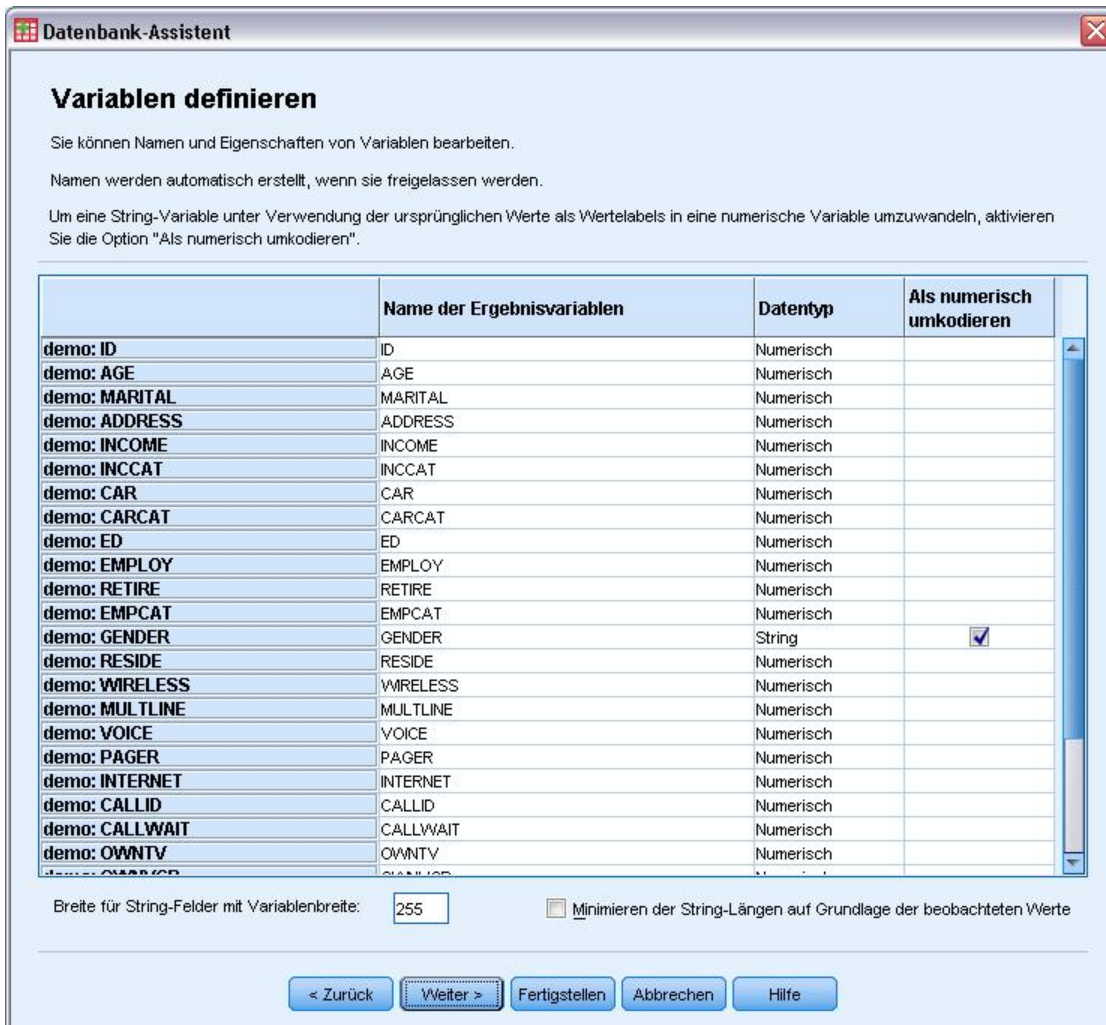 Datenbank-Assistent
Variablen definieren
Sie können Namen und Eigenschaften von Variablen bearbeiten.
Namen werden automatisch erstellt, wenn sie freigelassen werden.
Um eine String-Variable unter Verwendung der ursprünglichen Werte als Wertelabels in eine numerische Variable umzuwandeln, aktivieren
Sie die Option "Als numerisch umkodieren".
Name der Ergebnisvariablen Datentyp Als numerisch umkodieren
demo: ID ID Numerisch
demo: AGE AGE Numerisch
demo: MARITAL MARITAL Numerisch
demo: ADDRESS ADDRESS Numerisch
demo: INCOME INCOME Numerisch
demo: INCCAT INCCAT Numerisch
demo: CAR CAR Numerisch
demo: CARCAT CARCAT Numerisch
demo: ED ED Numerisch
demo: EMPLOY EMPLOY Numerisch
demo: RETIRE RETIRE Numerisch
demo: EMPCAT EMPCAT Numerisch
demo: GENDER GENDER String
demo: RESIDE RESIDE Numerisch
demo: WIRELESS WIRELESS Numerisch
demo: MULTLINE MULTLINE Numerisch
demo: VOICE VOICE Numerisch
demo: PAGER PAGER Numerisch
demo: INTERNET INTERNET Numerisch
demo: CALLID CALLID Numerisch
demo: CALLWAIT CALLWAIT Numerisch
demo: OWNTV OWNTV Numerisch
Breite für String-Felder mit Variablenbreite: 255 Minimieren der String-Längen auf Grundlage der beobachteten Werte
< Zurück Weiter > Fertigstellen Abbrechen Hilfe